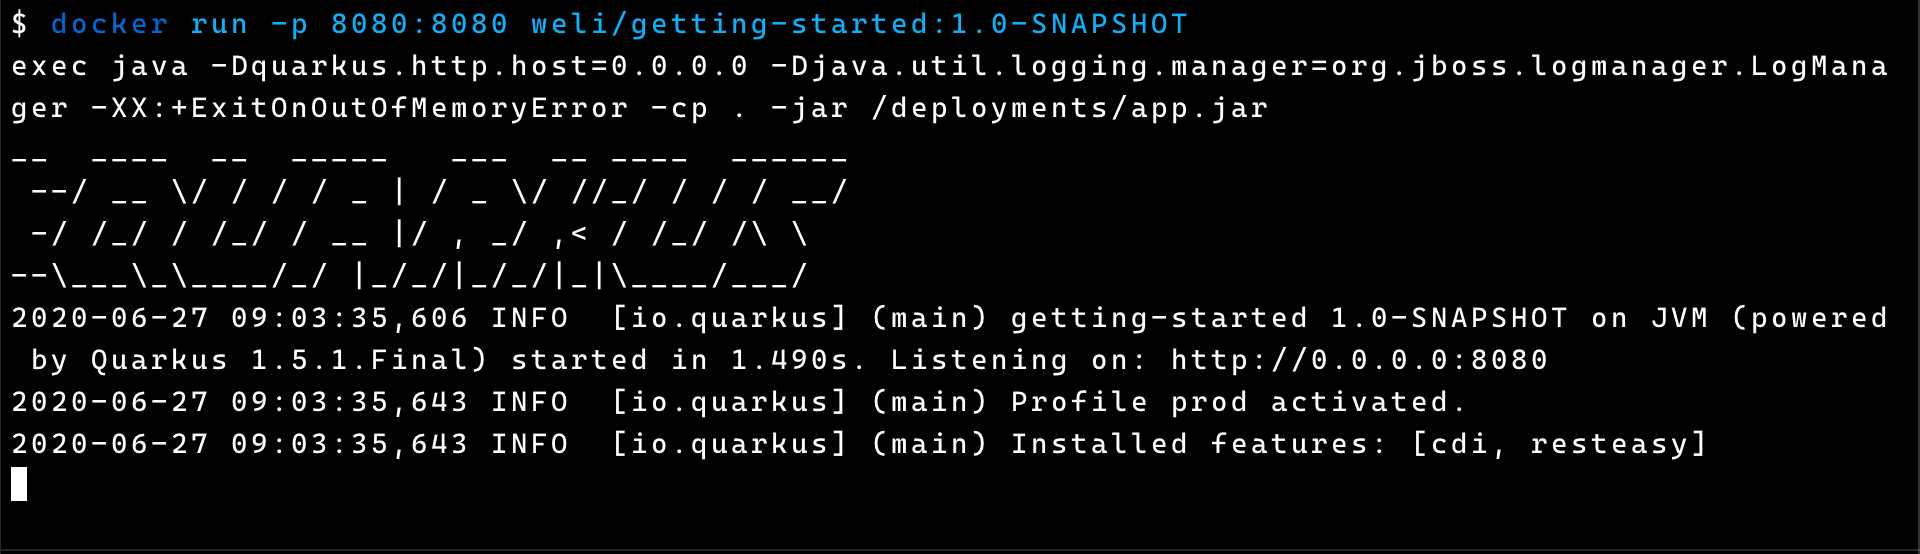 $ docker run -p 8080:8080 weli/getting-started:1.0-SNAPSHOT
exec java -Dquarkus.http.host=0.0.0.0 -Djava.util.logging.manager=org.jboss.logmanager.LogMana
ger -XX:+ExitOnOutOfMemoryError -cp . -jar /deployments/app.jar
__  ____  __  _____   ___  __ ____  ______
 --/ __ \/ / / / _ | / _ \/ //_/ / / / __/
 -/ /_/ / /_/ / __ |/ , _/ ,< / /_/ /\ \
--\___\_\____/_/ |_/_/|_/_/|_|\____/___/
2020-06-27 09:03:35,606 INFO  [io.quarkus] (main) getting-started 1.0-SNAPSHOT on JVM (powered
 by Quarkus 1.5.1.Final) started in 1.490s. Listening on: http://0.0.0.0:8080
2020-06-27 09:03:35,643 INFO  [io.quarkus] (main) Profile prod activated.
2020-06-27 09:03:35,643 INFO  [io.quarkus] (main) Installed features: [cdi, resteasy]